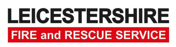 LEICESTERSHIRE
FIRE and RESCUE SERVICE